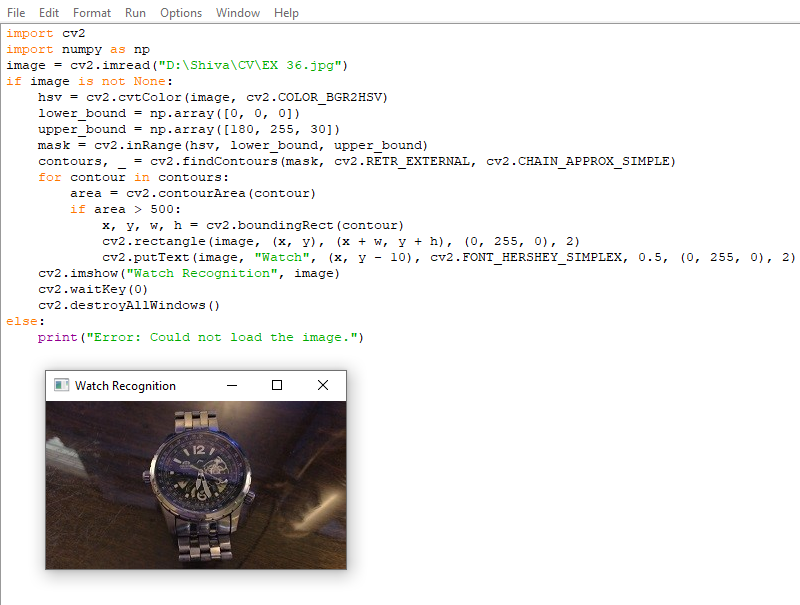 File Edit Format Run Options Window Help
import cv2
import numpy as np
image = cv2.imread("D:\Shiva\CV\EX 36.jpg")
if image is not None:
    hsv = cv2.cvtColor(image, cv2.COLOR_BGR2HSV)
    lower_bound = np.array([0, 0, 0])
    upper_bound = np.array([180, 255, 30])
    mask = cv2.inRange(hsv, lower_bound, upper_bound)
    contours, _ = cv2.findContours(mask, cv2.RETR_EXTERNAL, cv2.CHAIN_APPROX_SIMPLE)
    for contour in contours:
        area = cv2.contourArea(contour)
        if area > 500:
            x, y, w, h = cv2.boundingRect(contour)
            cv2.rectangle(image, (x, y), (x + w, y + h), (0, 255, 0), 2)
            cv2.putText(image, "Watch", (x, y - 10), cv2.FONT_HERSHEY_SIMPLEX, 0.5, (0, 255, 0), 2)
    cv2.imshow("Watch Recognition", image)
    cv2.waitKey(0)
    cv2.destroyAllWindows()
else:
    print("Error: Could not load the image.")
Watch Recognition
12
6